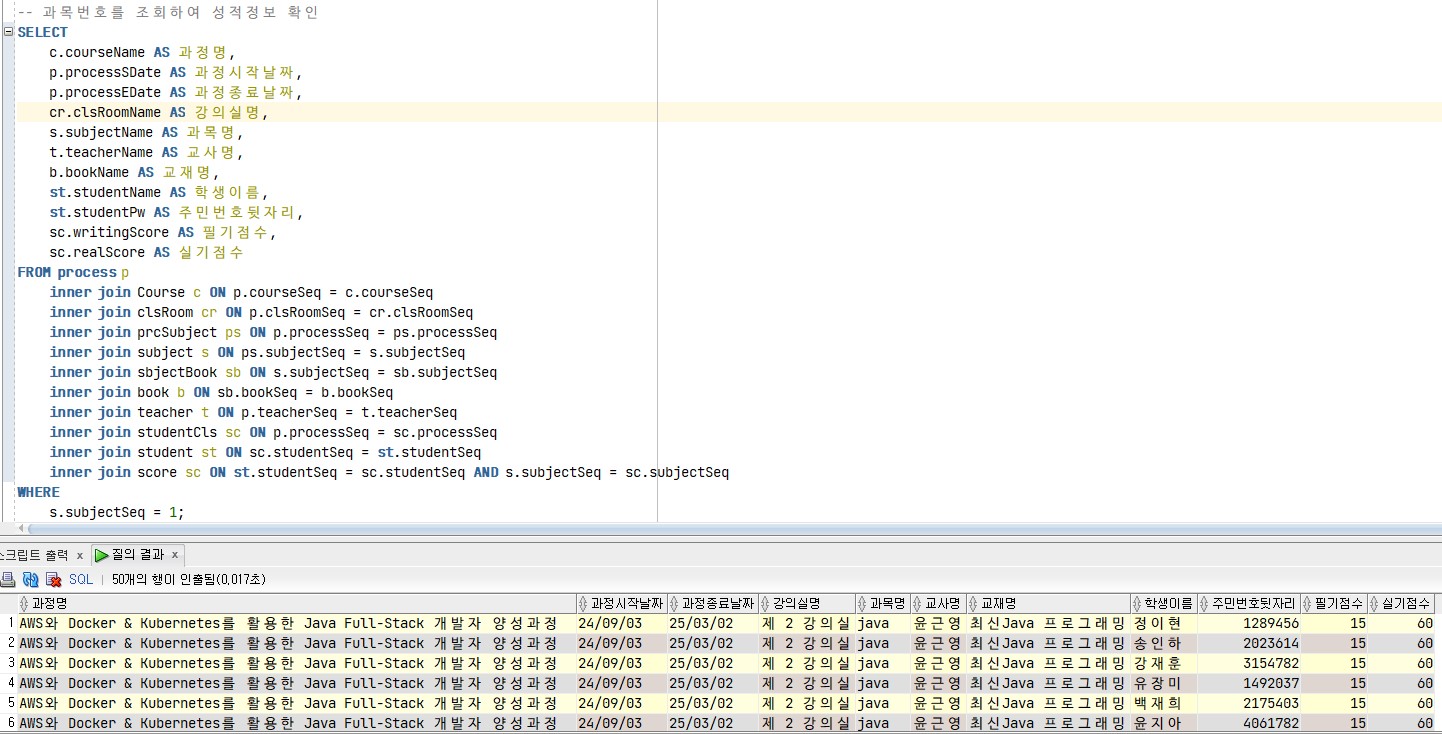 -- 과목번호를 조회하여 성적정보 확인
SELECT
c.courseName AS 과정명,
p.processSDate AS 과정시작날짜,
p.processEDate AS 과정종료날짜,
cr.clsRoomName AS 강의실명,
s.subjectName AS 과목명,
t.teacherName AS 교사명,
b.bookName AS 교재명,
st.studentName AS 학생이름,
st.studentPw AS 주민번호뒷자리,
sc.writingScore AS 필기점수,
sc.realScore AS 실기점수
FROM process p
inner join Course c ON p.courseSeq = c.courseSeq
inner join clsRoom cr ON p.clsRoomSeq = cr.clsRoomSeq
inner join prcSubject ps ON p.processSeq = ps.processSeq
inner join subject s ON ps.subjectSeq = s.subjectSeq
inner join sbjectBook sb ON s.subjectSeq = sb.subjectSeq
inner join book b ON sb.bookSeq = b.bookSeq
inner join teacher t ON p.teacherSeq = t.teacherSeq
inner join studentCls sc ON p.processSeq = sc.processSeq
inner join student st ON sc.studentSeq = st.studentSeq
inner join score sc ON st.studentSeq = sc.studentSeq AND s.subjectSeq = sc.subjectSeq
WHERE
s.subjectSeq = 1;
스크립트 출력 x 질의 결과 x
SQL | 50개의 행이 인출됨(0,017초)
과정명 과정시작날짜 과정종료날짜 강의실명 과목명 교사명 교재명 학생이름 주민번호뒷자리 필기점수 실기점수
1 AWS와 Docker & Kubernetes를 활용한 Java Full-Stack 개발자 양성과정 24/09/03 25/03/02 제 2 강의실 java 윤근영 최신Java 프로그래밍 정이현 1289456 15 60
2 AWS와 Docker & Kubernetes를 활용한 Java Full-Stack 개발자 양성과정 24/09/03 25/03/02 제 2 강의실 java 윤근영 최신Java 프로그래밍 송인하 2023614 15 60
3 AWS와 Docker & Kubernetes를 활용한 Java Full-Stack 개발자 양성과정 24/09/03 25/03/02 제 2 강의실 java 윤근영 최신Java 프로그래밍 강재훈 3154782 15 60
4 AWS와 Docker & Kubernetes를 활용한 Java Full-Stack 개발자 양성과정 24/09/03 25/03/02 제 2 강의실 java 윤근영 최신Java 프로그래밍 유장미 1492037 15 60
5 AWS와 Docker & Kubernetes를 활용한 Java Full-Stack 개발자 양성과정 24/09/03 25/03/02 제 2 강의실 java 윤근영 최신Java 프로그래밍 백재희 2175403 15 60
6 AWS와 Docker & Kubernetes를 활용한 Java Full-Stack 개발자 양성과정 24/09/03 25/03/02 제 2 강의실 java 윤근영 최신Java 프로그래밍 윤지아 4061782 15 60